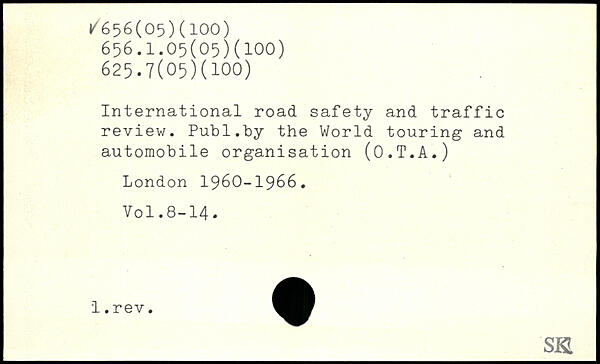 ✓656(05)(100)
656.1.05(05)(100)
625.7(05)(100)
International road safety and traffic
review. Publ.by the World touring and
automobile organisation (O.T.A.)
London 1960-1966.
Vol.8-14.
1.rev.
SK